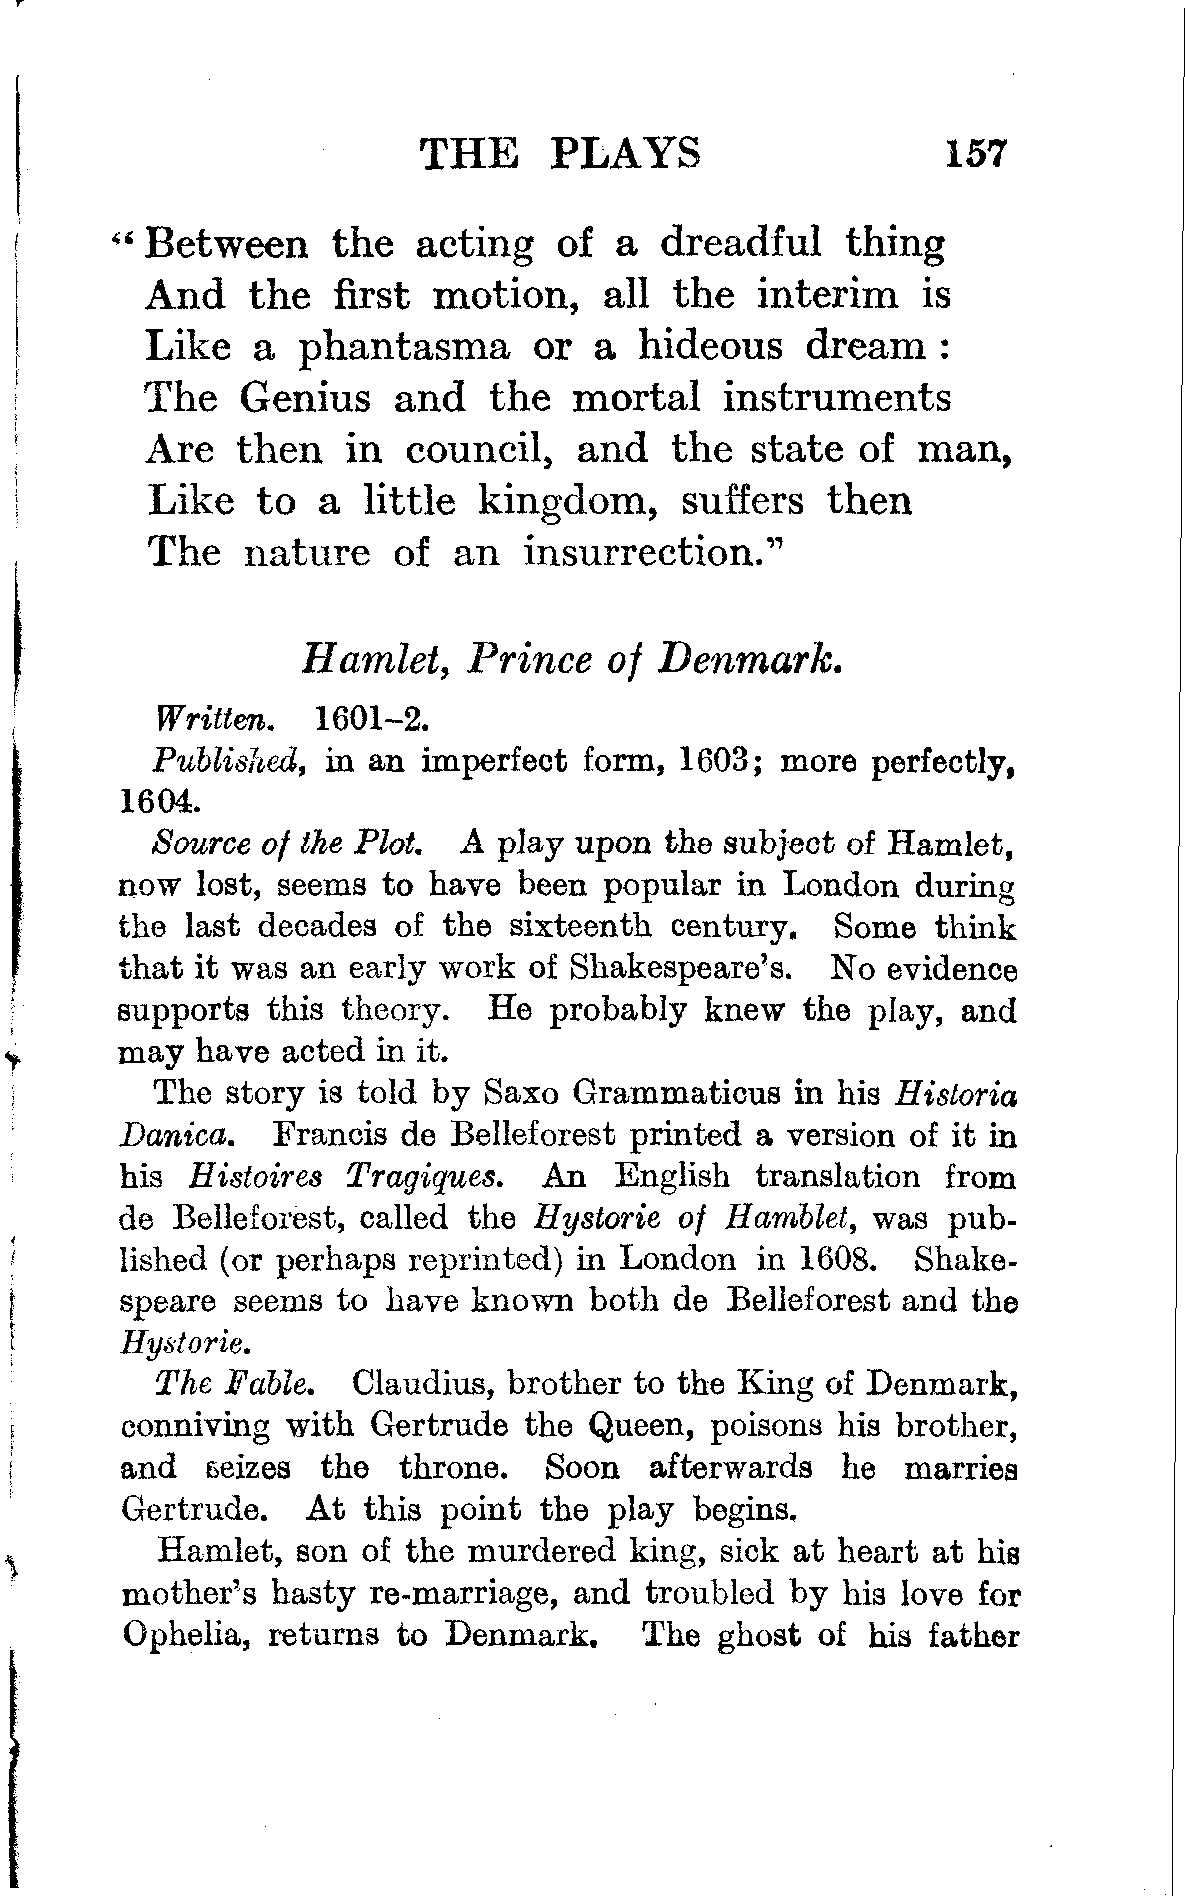 THE PLAYS 157
“Between the acting of a dreadful thing
And the first motion, all the interim is
Like a phantasma or a hideous dream :
The Genius and the mortal instruments
Are then in council, and the state of man,
Like to a little kingdom, suffers then
The nature of an insurrection.”
Hamlet, Prince of Denmark.
Written. 1601–2.
Published, in an imperfect form, 1603; more perfectly,
1604.
Source of the Plot. A play upon the subject of Hamlet,
now lost, seems to have been popular in London during
the last decades of the sixteenth century. Some think
that it was an early work of Shakespeare's. No evidence
supports this theory. He probably knew the play, and
may have acted in it.
The story is told by Saxo Grammaticus in his Historia
Danica. Francis de Belleforest printed a version of it in
his Histoires Tragiques. An English translation from
de Belleforest, called the Hystorie of Hamblet, was pub-
lished (or perhaps reprinted) in London in 1608. Shake-
speare seems to have known both de Belleforest and the
Hystorie.
The Fable. Claudius, brother to the King of Denmark,
conniving with Gertrude the Queen, poisons his brother,
and seizes the throne. Soon afterwards he marries
Gertrude. At this point the play begins.
Hamlet, son of the murdered king, sick at heart at his
mother's hasty re-marriage, and troubled by his love for
Ophelia, returns to Denmark. The ghost of his father